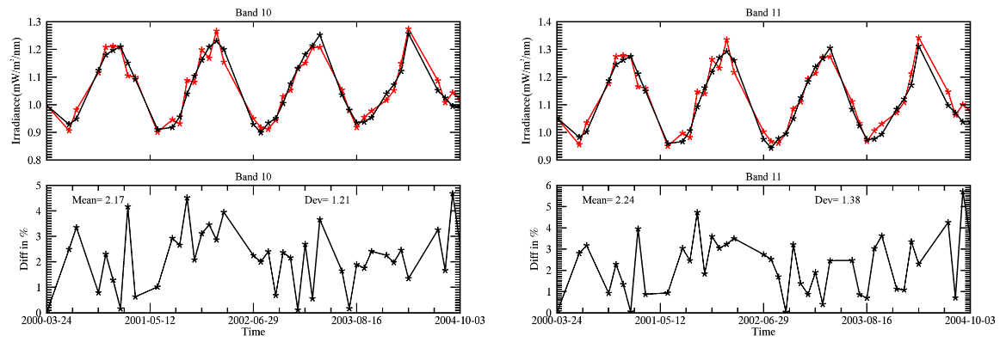 Band 10
Irradiance(mW/m²/nm)
1.3
1.2
1.1
1.0
0.9
0.8
Band 11
Irradiance(mW/m²/nm)
1.4
1.3
1.2
1.1
1.0
0.9
Band 10
Mean= 2.17 Dev= 1.21
Diff in %
5
4
3
2
1
0
2000-03-24 2001-05-12 2002-06-29 2003-08-16 2004-10-03
Time
Band 11
Mean= 2.24 Dev= 1.38
Diff in %
6
5
4
3
2
1
0
2000-03-24 2001-05-12 2002-06-29 2003-08-16 2004-10-03
Time